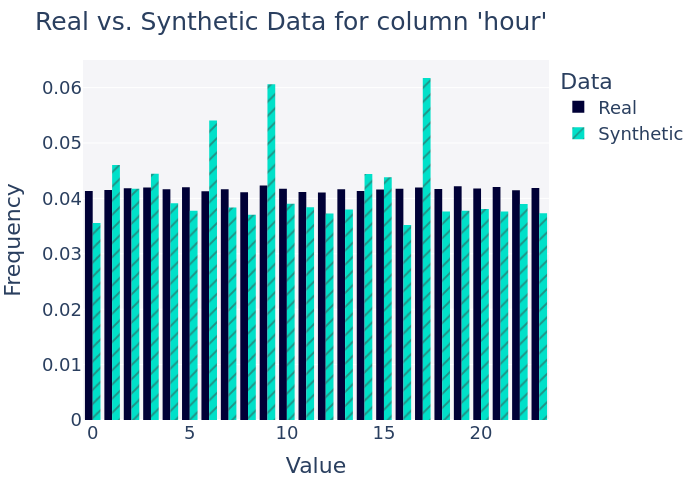 Real vs. Synthetic Data for column 'hour'
Data
Real
Synthetic
Frequency
0.06
0.05
0.04
0.03
0.02
0.01
0
0 5 10 15 20
Value